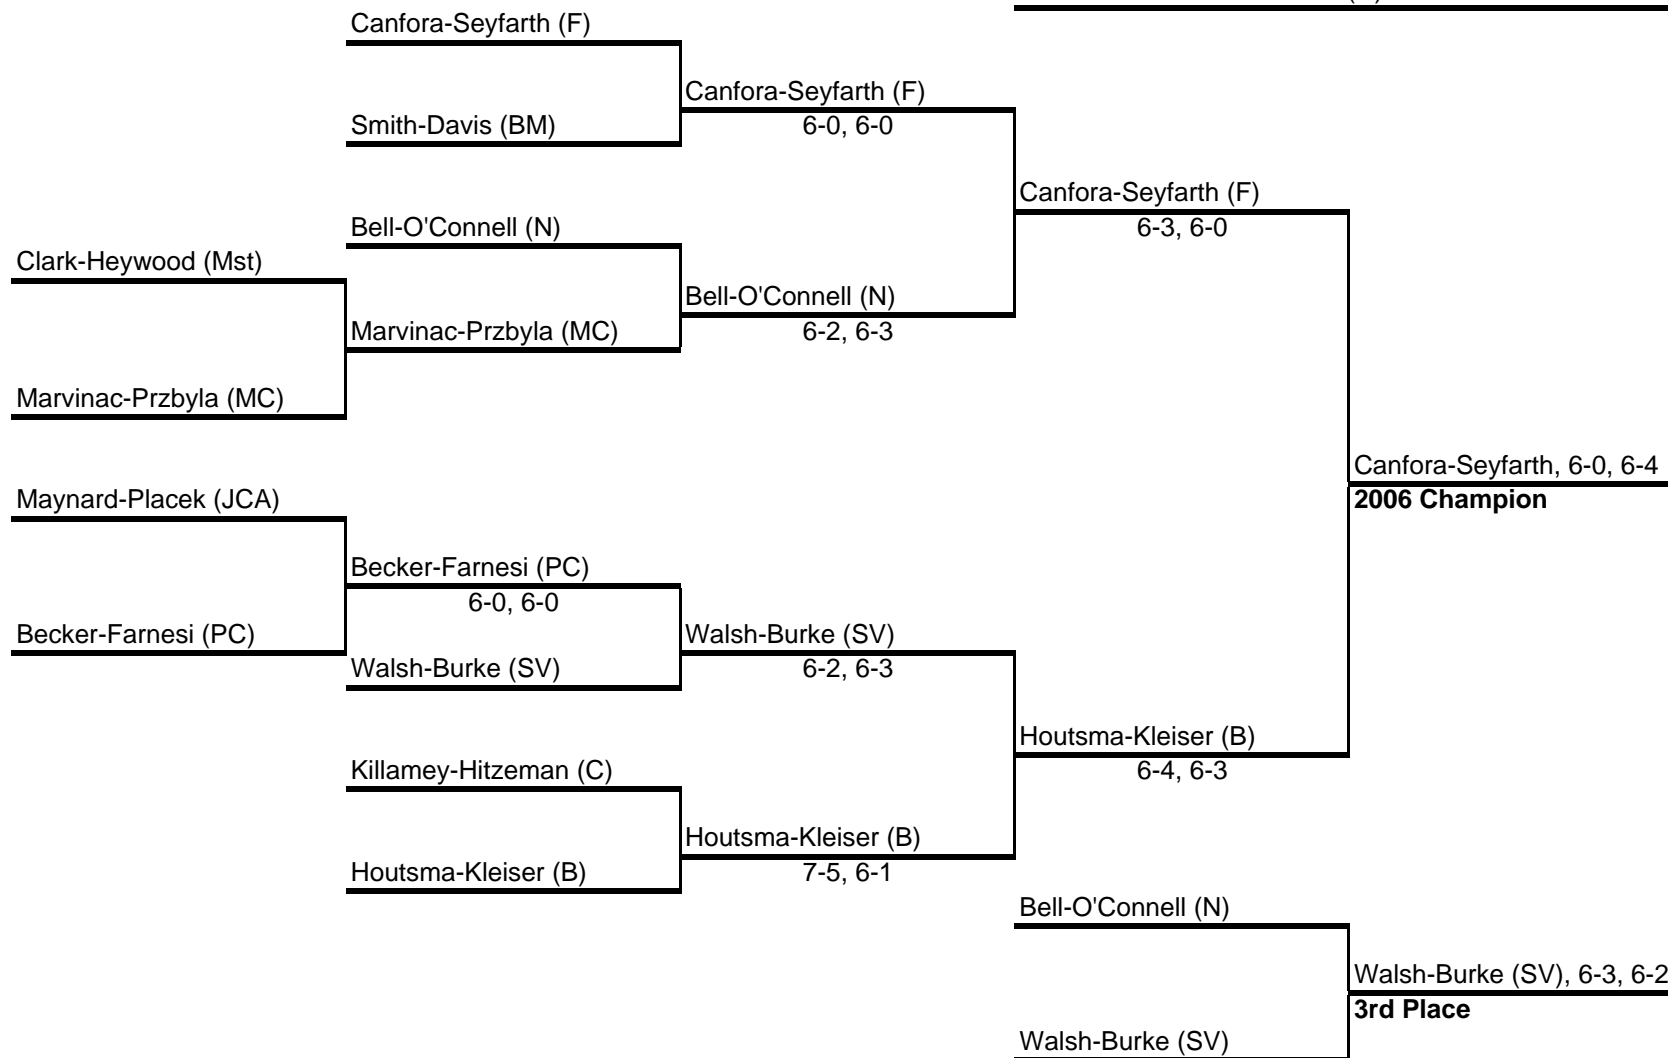 Canfora-Seyfarth (F)
Canfora-Seyfarth (F)
Smith-Davis (BM)
6-0, 6-0
Canfora-Seyfarth (F)
Bell-O'Connell (N)
6-3, 6-0
Clark-Heywood (Mst)
Bell-O'Connell (N)
Marvinac-Przbyla (MC)
6-2, 6-3
Marvinac-Przbyla (MC)
Canfora-Seyfarth, 6-0, 6-4
Maynard-Placek (JCA)
2006 Champion
Becker-Farnesi (PC)
6-0, 6-0
Becker-Farnesi (PC)
Walsh-Burke (SV)
Walsh-Burke (SV)
6-2, 6-3
Houtsma-Kleiser (B)
Killamey-Hitzeman (C)
6-4, 6-3
Houtsma-Kleiser (B)
Houtsma-Kleiser (B)
7-5, 6-1
Bell-O'Connell (N)
Walsh-Burke (SV), 6-3, 6-2
3rd Place
Walsh-Burke (SV)